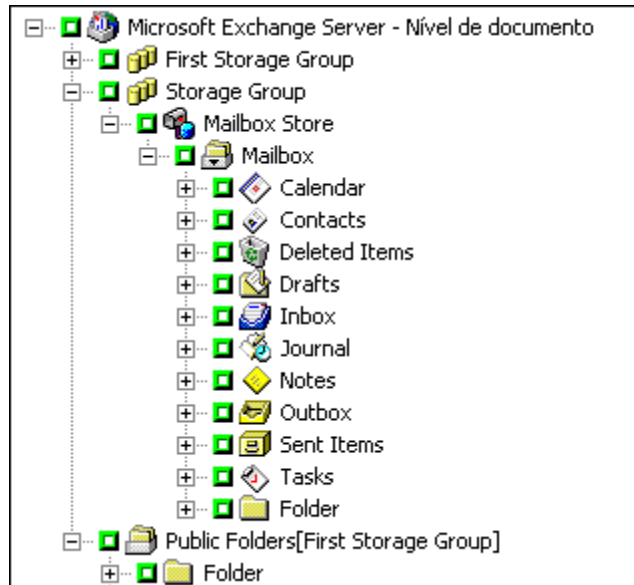 Microsoft Exchange Server - Nível de documento
First Storage Group
Storage Group
Mailbox Store
Mailbox
Calendar
Contacts
Deleted Items
Drafts
Inbox
Journal
Notes
Outbox
Sent Items
Tasks
Folder
Public Folders[First Storage Group]
Folder